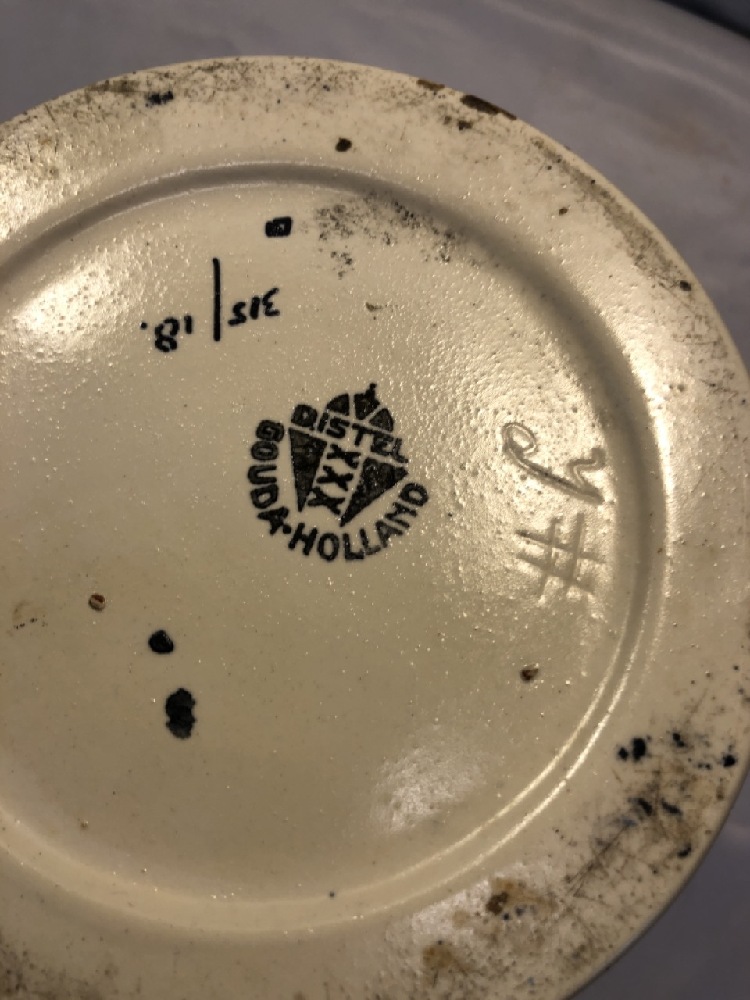 315/18.
DISTEL
XXX
GOUDA-HOLLAND
y #